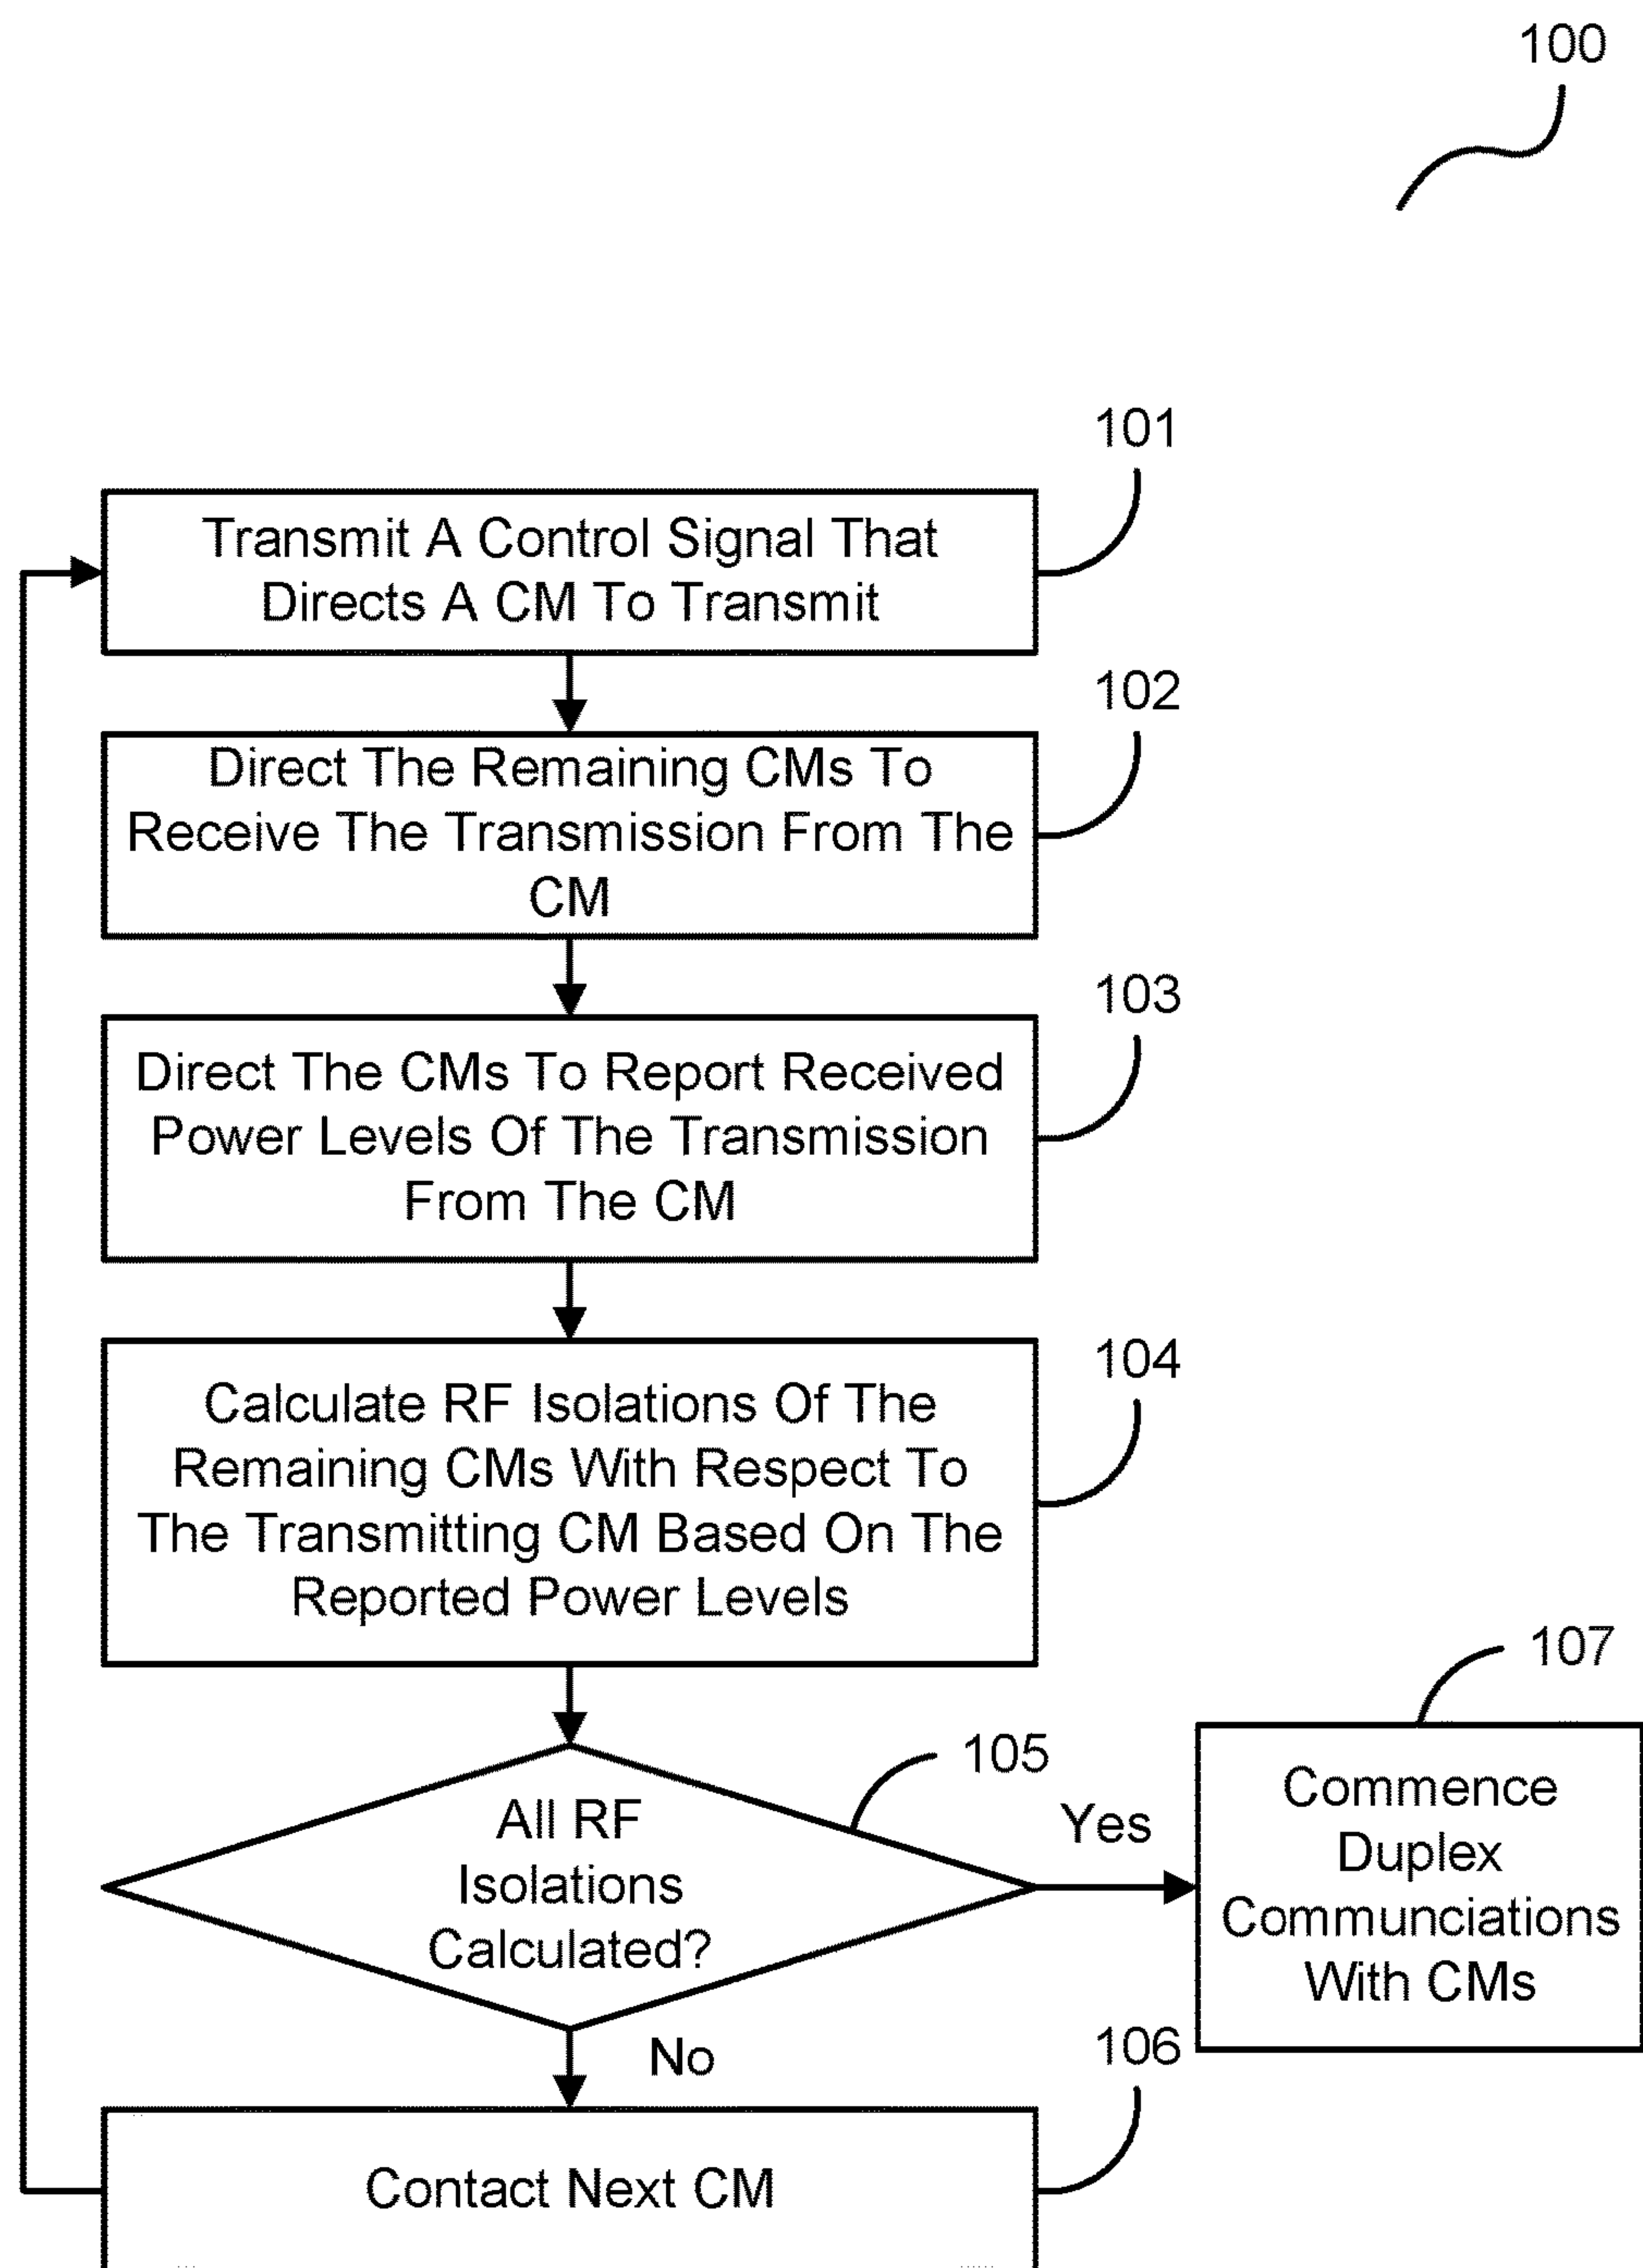 100
101
Transmit A Control Signal That
Directs A CM To Transmit
102
Direct The Remaining CMs To
Receive The Transmission From The
CM
103
Direct The CMs To Report Received
Power Levels Of The Transmission
From The CM
104
Calculate RF Isolations Of The
Remaining CMs With Respect To
The Transmitting CM Based On The
Reported Power Levels
105
All RF
Isolations
Calculated?
Yes
107
Commence
Duplex
Communciations
With CMs
No
106
Contact Next CM